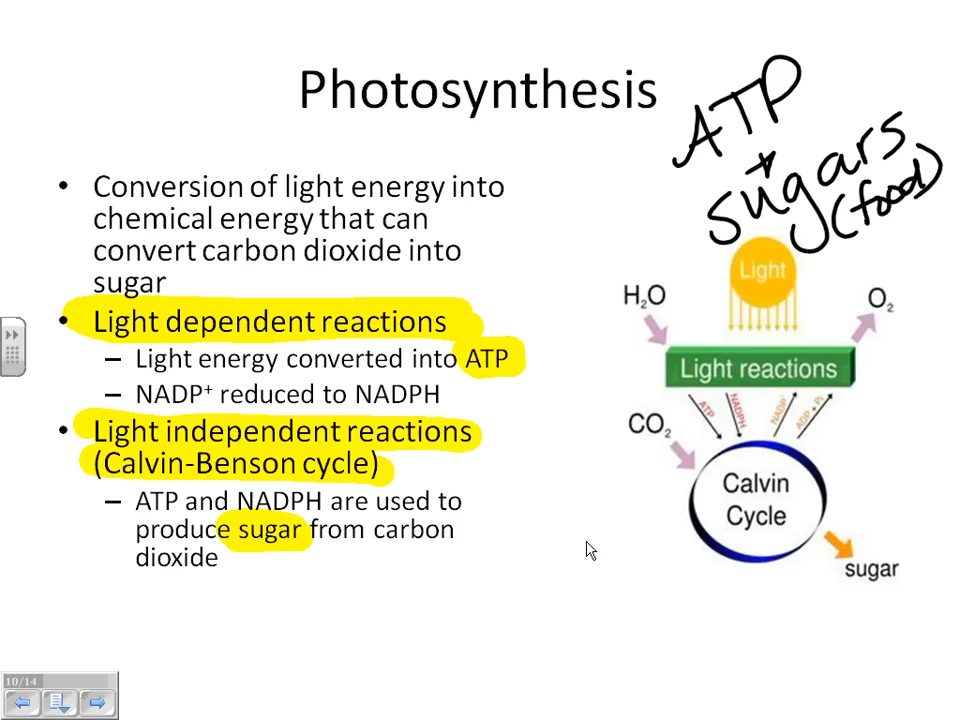 Photosynthesis
ATP
+
sugars
(food)
• Conversion of light energy into
chemical energy that can
convert carbon dioxide into
sugar
• Light dependent reactions
– Light energy converted into ATP
– NADP⁺ reduced to NADPH
• Light independent reactions
(Calvin-Benson cycle)
– ATP and NADPH are used to
produce sugar from carbon
dioxide
Light
H₂O
O₂
Light reactions
ATP
NADPH
NADP⁺
ADP + Pi
CO₂
Calvin
Cycle
sugar
10/14